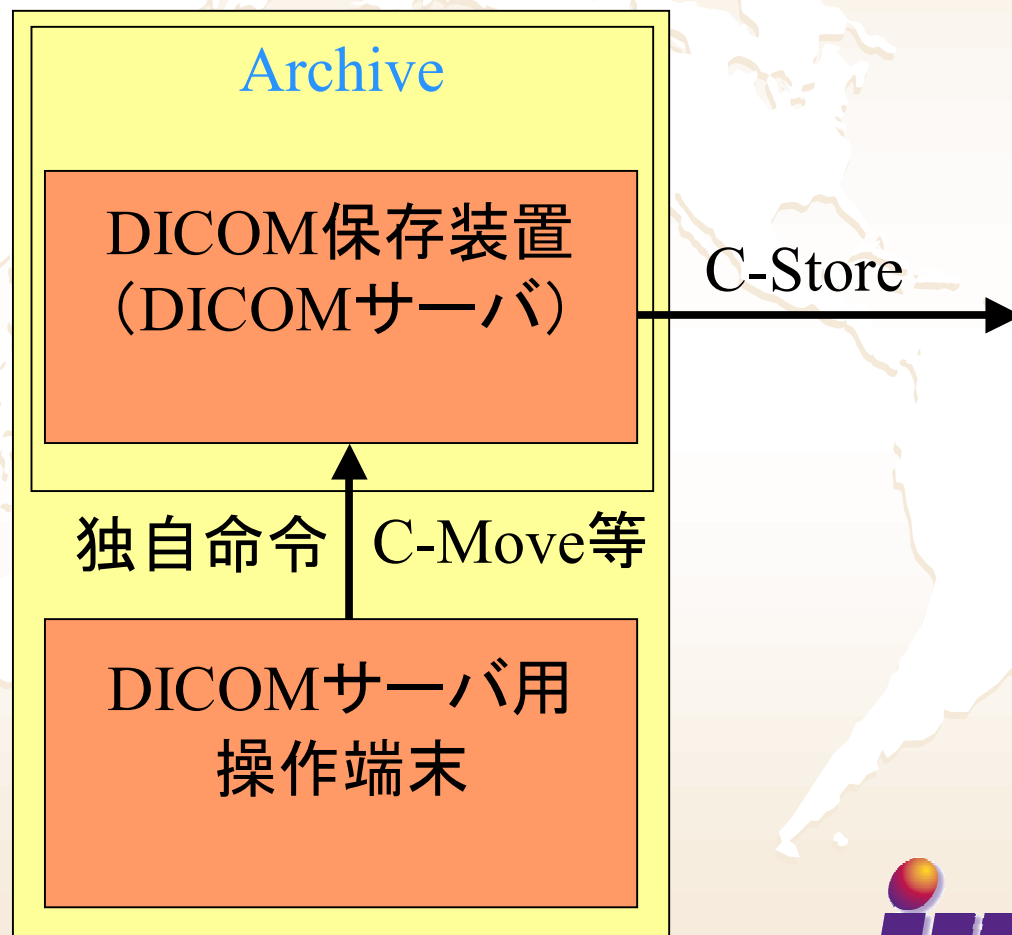 Archive
DICOM保存装置
（DICOMサーバ）
C-Store
独自命令
C-Move等
DICOMサーバ用
操作端末